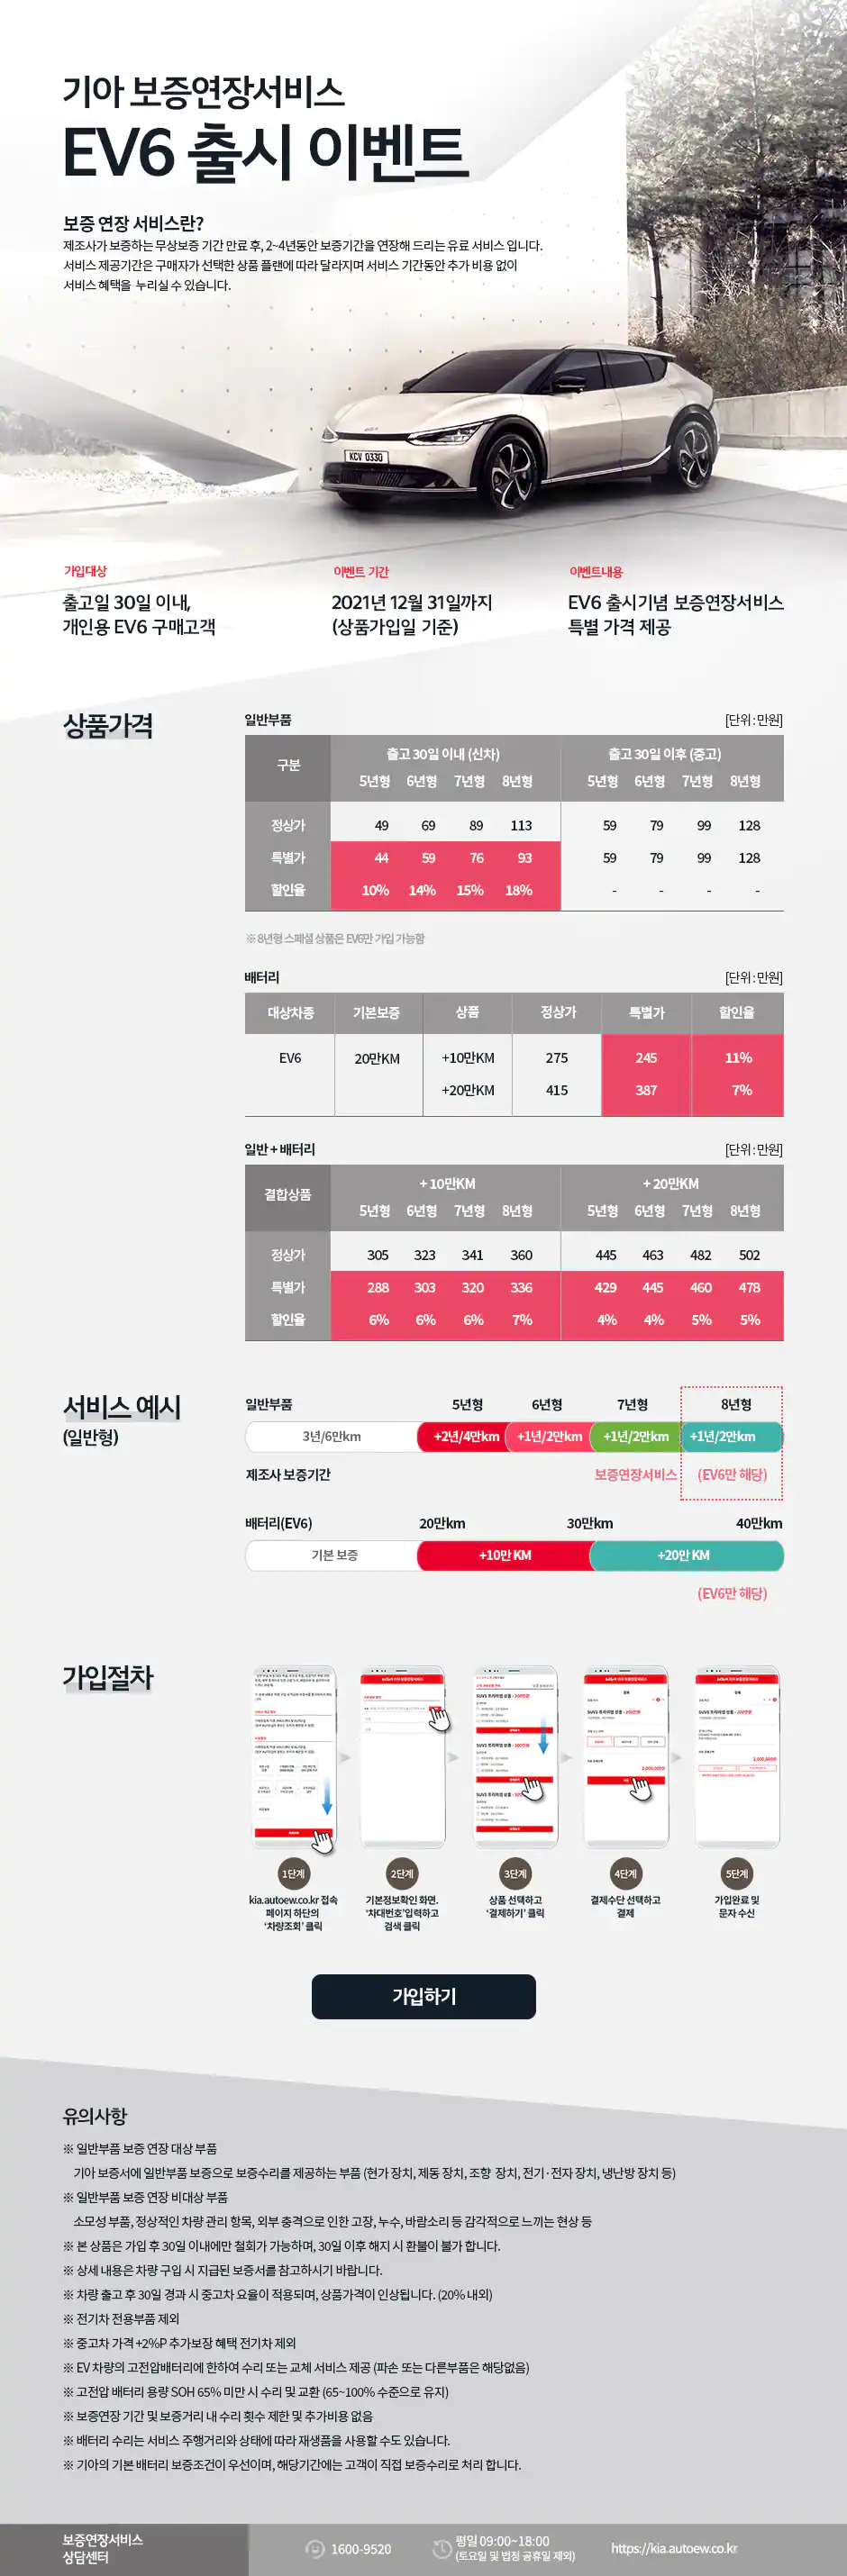 기아 보증연장서비스
EV6 출시 이벤트
보증 연장 서비스란?
제조사가 보증하는 무상보증 기간 만료 후, 2~4년동안 보증기간을 연장해 드리는 유료 서비스 입니다.
서비스 제공기간은 구매자가 선택한 상품 플랜에 따라 달라지며 서비스 기간동안 추가 비용 없이
서비스 혜택을 누리실 수 있습니다.
KCV 0330
가입대상
출고일 30일 이내,
개인용 EV6 구매고객
이벤트 기간
2021년 12월 31일까지
(상품가입일 기준)
이벤트내용
EV6 출시기념 보증연장서비스
특별 가격 제공
상품가격
일반부품 [단위 : 만원]
구분 출고 30일 이내 (신차) 출고 30일 이후 (중고)
5년형 6년형 7년형 8년형 5년형 6년형 7년형 8년형
정상가 49 69 89 113 59 79 99 128
특별가 44 59 76 93 59 79 99 128
할인율 10% 14% 15% 18% - - - -
※ 8년형 스페셜 상품은 EV6만 가입 가능함
배터리 [단위 : 만원]
대상차종 기본보증 상품 정상가 특별가 할인율
EV6 20만KM +10만KM 275 245 11%
+20만KM 415 387 7%
일반 + 배터리 [단위 : 만원]
결합상품 + 10만KM + 20만KM
5년형 6년형 7년형 8년형 5년형 6년형 7년형 8년형
정상가 305 323 341 360 445 463 482 502
특별가 288 303 320 336 429 445 460 478
할인율 6% 6% 6% 7% 4% 4% 5% 5%
서비스 예시
(일반형)
일반부품 5년형 6년형 7년형 8년형
3년/6만km +2년/4만km +1년/2만km +1년/2만km +1년/2만km
제조사 보증기간 보증연장서비스 (EV6만 해당)
배터리(EV6) 20만km 30만km 40만km
기본 보증 +10만 KM +20만 KM
(EV6만 해당)
가입절차
1단계
kia.autoew.co.kr 접속
페이지 하단의
‘차량조회’ 클릭
2단계
기본정보확인 화면.
‘차대번호’입력하고
검색 클릭
3단계
상품 선택하고
‘결제하기’ 클릭
4단계
결제수단 선택하고
결제
5단계
가입완료 및
문자 수신
가입하기
유의사항
※ 일반부품 보증 연장 대상 부품
기아 보증서에 일반부품 보증으로 보증수리를 제공하는 부품 (현가 장치, 제동 장치, 조향 장치, 전기·전자 장치, 냉난방 장치 등)
※ 일반부품 보증 연장 비대상 부품
소모성 부품, 정상적인 차량 관리 항목, 외부 충격으로 인한 고장, 누수, 바람소리 등 감각적으로 느끼는 현상 등
※ 본 상품은 가입 후 30일 이내에만 철회가 가능하며, 30일 이후 해지 시 환불이 불가 합니다.
※ 상세 내용은 차량 구입 시 지급된 보증서를 참고하시기 바랍니다.
※ 차량 출고 후 30일 경과 시 중고차 요율이 적용되며, 상품가격이 인상됩니다. (20% 내외)
※ 전기차 전용부품 제외
※ 중고차 가격 +2%P 추가보장 혜택 전기차 제외
※ EV 차량의 고전압배터리에 한하여 수리 또는 교체 서비스 제공 (파손 또는 다른부품은 해당없음)
※ 고전압 배터리 용량 SOH 65% 미만 시 수리 및 교환 (65~100% 수준으로 유지)
※ 보증연장 기간 및 보증거리 내 수리 횟수 제한 및 추가비용 없음
※ 배터리 수리는 서비스 주행거리와 상태에 따라 재생품을 사용할 수도 있습니다.
※ 기아의 기본 배터리 보증조건이 우선이며, 해당기간에는 고객이 직접 보증수리로 처리 합니다.
보증연장서비스
상담센터
1600-9520
평일 09:00~18:00
(토요일 및 법정 공휴일 제외)
https://kia.autoew.co.kr